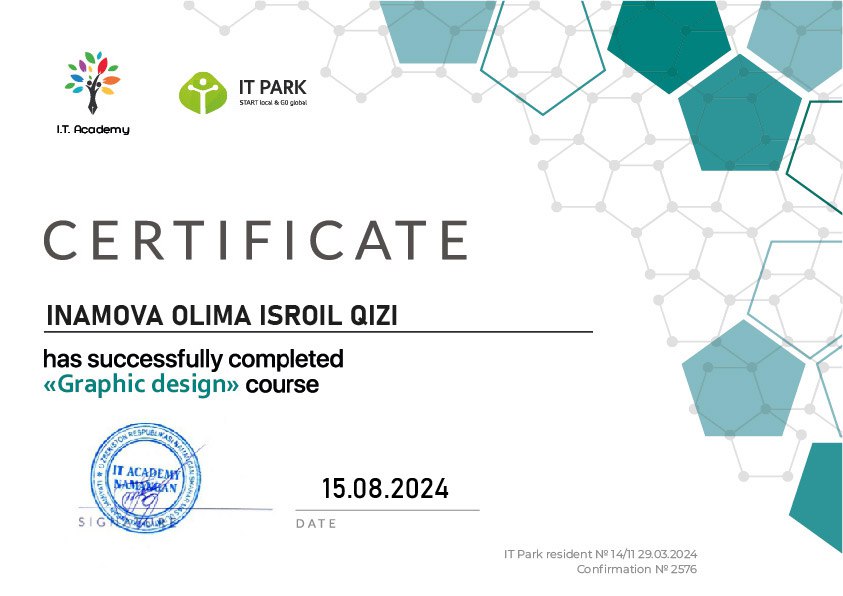 I.T. Academy
IT PARK
START local & GO global
CERTIFICATE
INAMOVA OLIMA ISROIL QIZI
has successfully completed
«Graphic design» course
IT ACADEMY
NAMANGAN
15.08.2024
SIGNATURE
DATE
IT Park resident № 14/11 29.03.2024
Confirmation № 2576